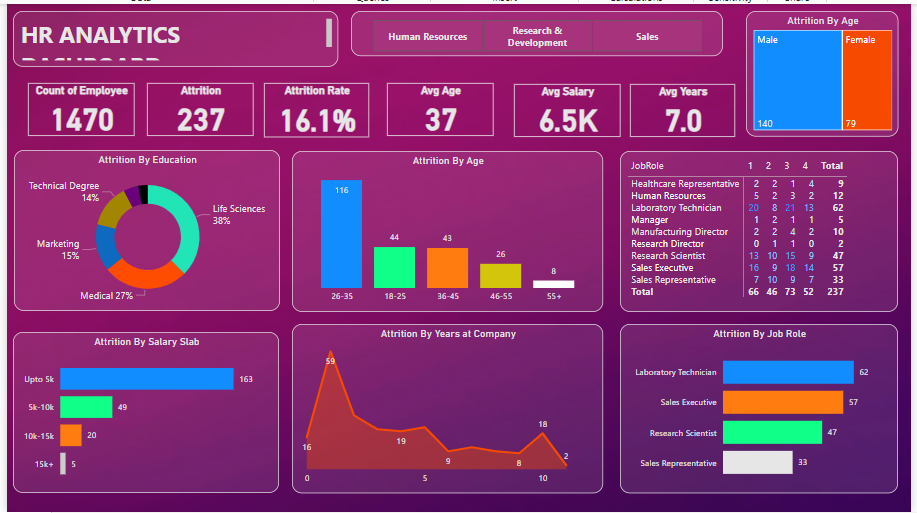 HR ANALYTICS
Human Resources
Research &
Development
Sales
Attrition By Age
Male
Female
140
79
Count of Employee
1470
Attrition
237
Attrition Rate
16.1%
Avg Age
37
Avg Salary
6.5K
Avg Years
7.0
Attrition By Education
Technical Degree
14%
Life Sciences
38%
Marketing
15%
Medical 27%
Attrition By Age
116
44
43
26
8
26-35 18-25 36-45 46-55 55+
JobRole 1 2 3 4 Total
Healthcare Representative 2 2 1 4 9
Human Resources 5 2 3 2 12
Laboratory Technician 20 8 21 13 62
Manager 1 2 1 1 5
Manufacturing Director 2 2 4 2 10
Research Director 0 1 1 0 2
Research Scientist 13 10 15 9 47
Sales Executive 16 9 18 14 57
Sales Representative 7 10 9 7 33
Total 66 46 73 52 237
Attrition By Salary Slab
Upto 5k 163
5k-10k 49
10k-15k 20
15k+ 5
Attrition By Years at Company
59
16
19
9
8
18
2
0 5 10
Attrition By Job Role
Laboratory Technician 62
Sales Executive 57
Research Scientist 47
Sales Representative 33